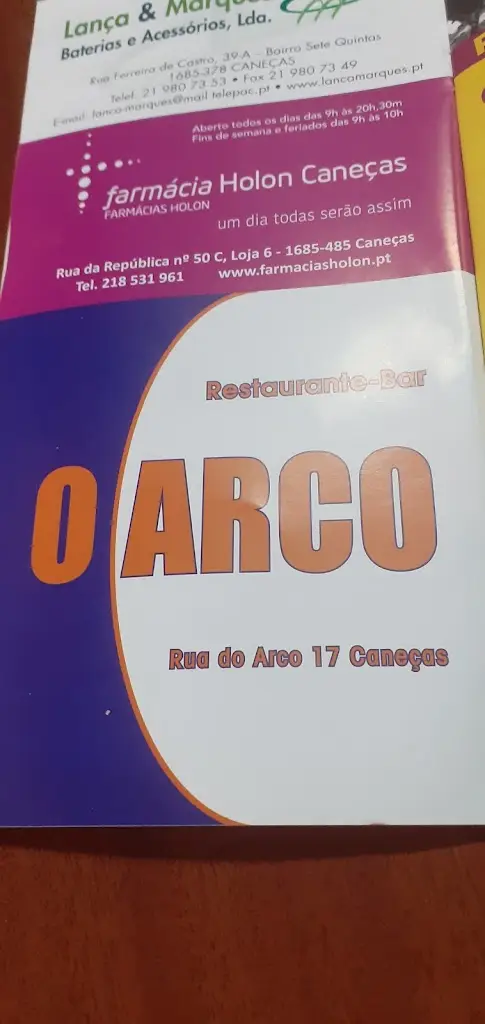 Lança & Marques
Baterias e Acessórios, Lda.
Rua Ferreira de Castro, 39-A - Bairro Sete Quintas
1685-378 CANEÇAS
Telef. 21 980 73 53 • Fax 21 980 73 49
E-mail: lanca-marques@mail.telepac.pt • www.lancamarques.pt
Aberto todos os dias das 9h às 20h,30m
Fins de semana e feriados das 9h às 10h
farmácia Holon Caneças
FARMÁCIAS HOLON
um dia todas serão assim
Rua da República nº 50 C, Loja 6 - 1685-485 Caneças
Tel. 218 531 961 www.farmaciasholon.pt
Restaurante-Bar
O ARCO
Rua do Arco 17 Caneças